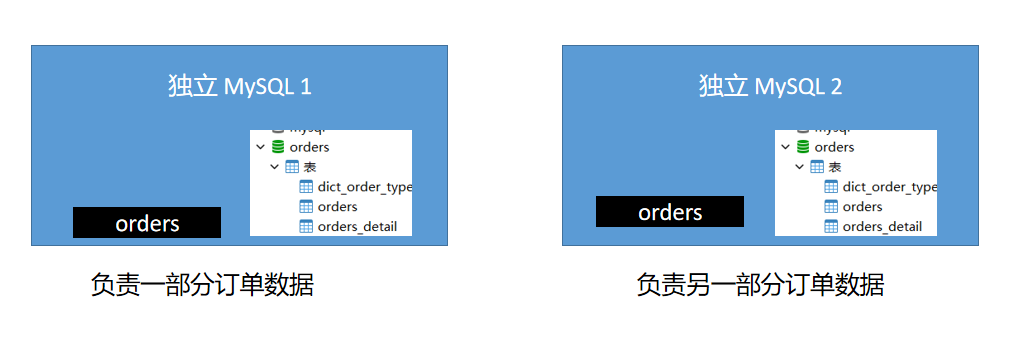 独立 MySQL 1
orders
表
dict_order_type
orders
orders_detail
orders
负责一部分订单数据
独立 MySQL 2
orders
表
dict_order_type
orders
orders_detail
orders
负责另一部分订单数据